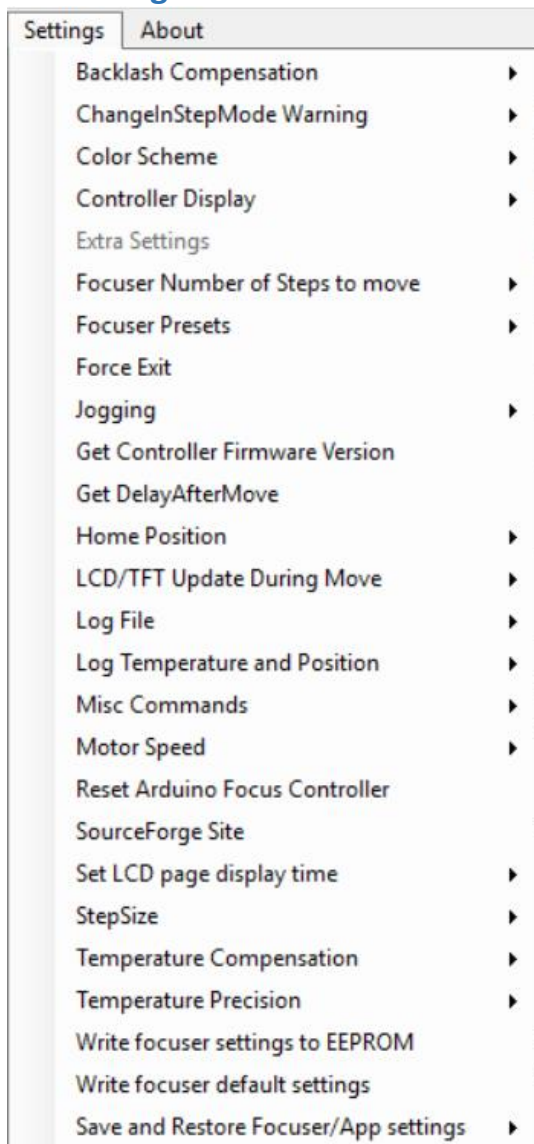 Settings About
Backlash Compensation
ChangeInStepMode Warning
Color Scheme
Controller Display
Extra Settings
Focuser Number of Steps to move
Focuser Presets
Force Exit
Jogging
Get Controller Firmware Version
Get DelayAfterMove
Home Position
LCD/TFT Update During Move
Log File
Log Temperature and Position
Misc Commands
Motor Speed
Reset Arduino Focus Controller
SourceForge Site
Set LCD page display time
StepSize
Temperature Compensation
Temperature Precision
Write focuser settings to EEPROM
Write focuser default settings
Save and Restore Focuser/App settings